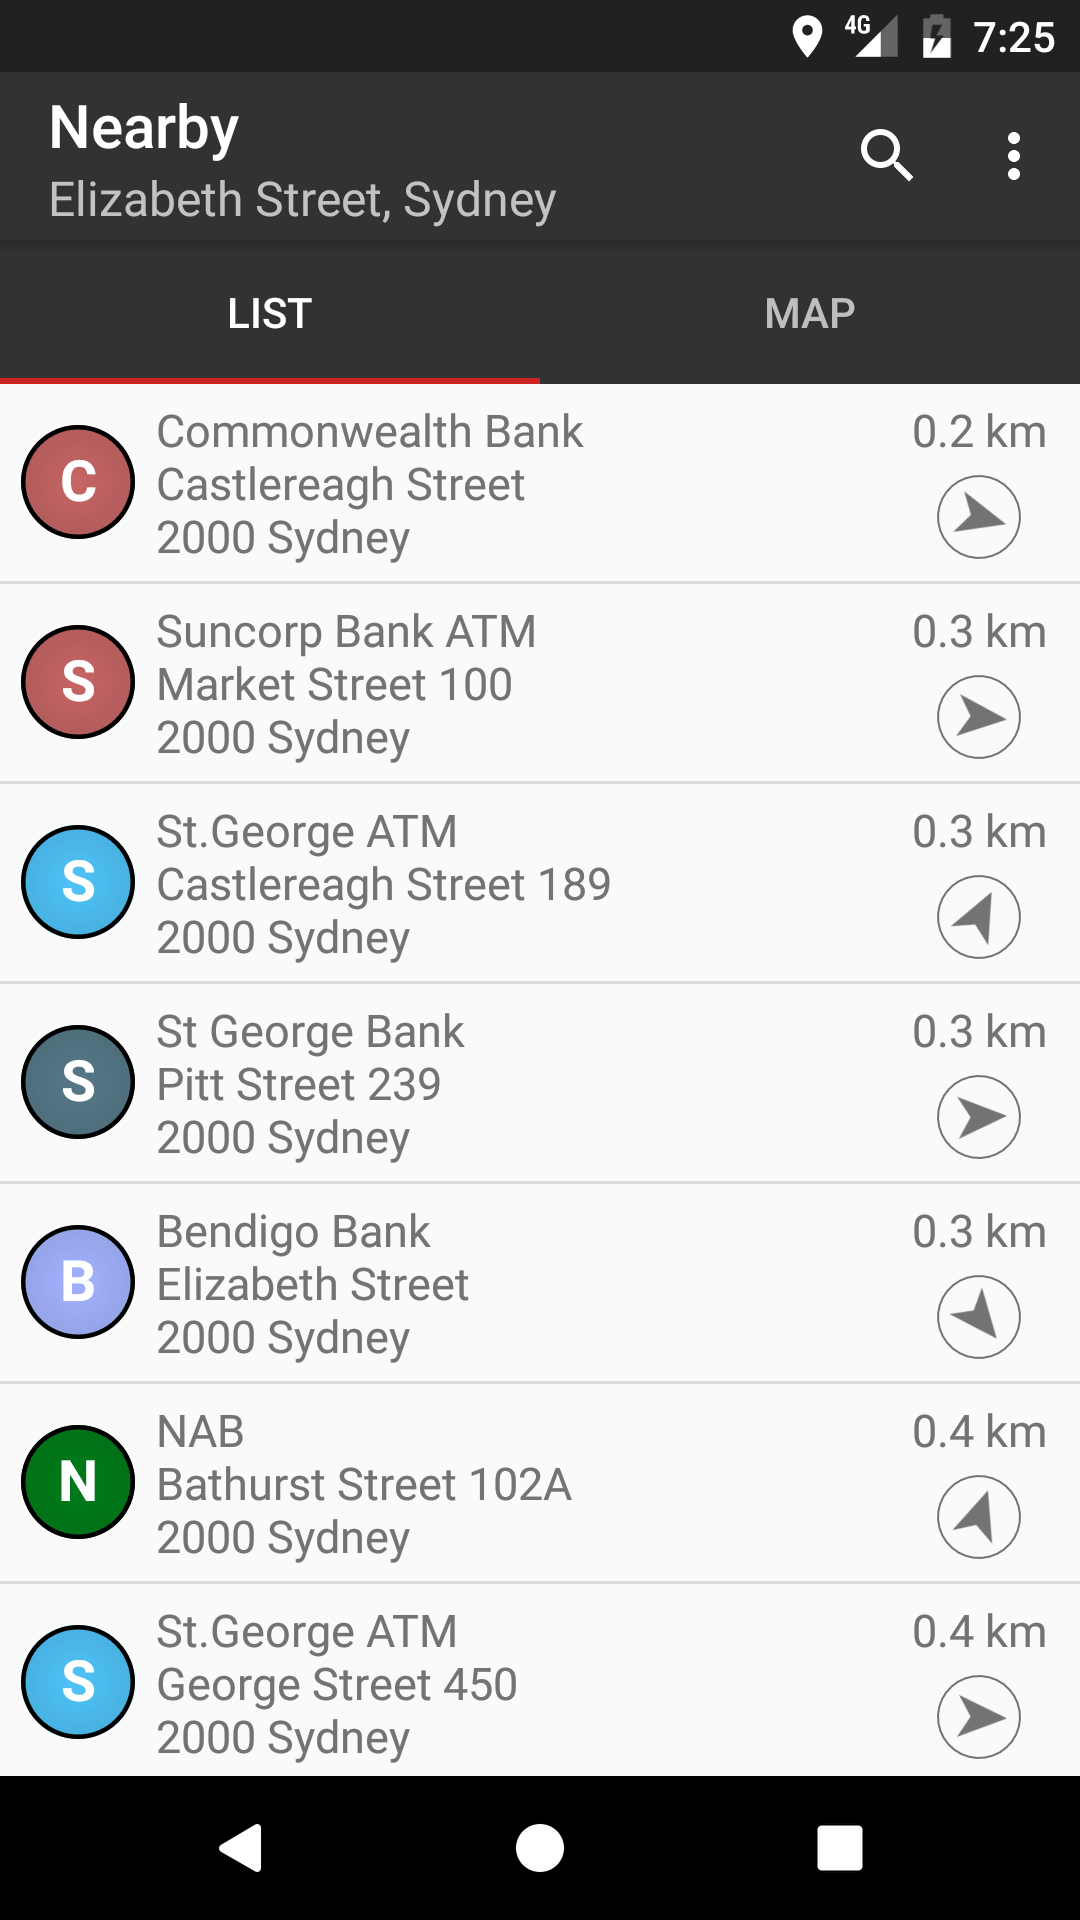 4G 7:25
Nearby
Elizabeth Street, Sydney
LIST MAP
Commonwealth Bank 0.2 km
C Castlereagh Street
2000 Sydney
Suncorp Bank ATM 0.3 km
S Market Street 100
2000 Sydney
St.George ATM 0.3 km
S Castlereagh Street 189
2000 Sydney
St George Bank 0.3 km
S Pitt Street 239
2000 Sydney
Bendigo Bank 0.3 km
B Elizabeth Street
2000 Sydney
NAB 0.4 km
N Bathurst Street 102A
2000 Sydney
St.George ATM 0.4 km
S George Street 450
2000 Sydney